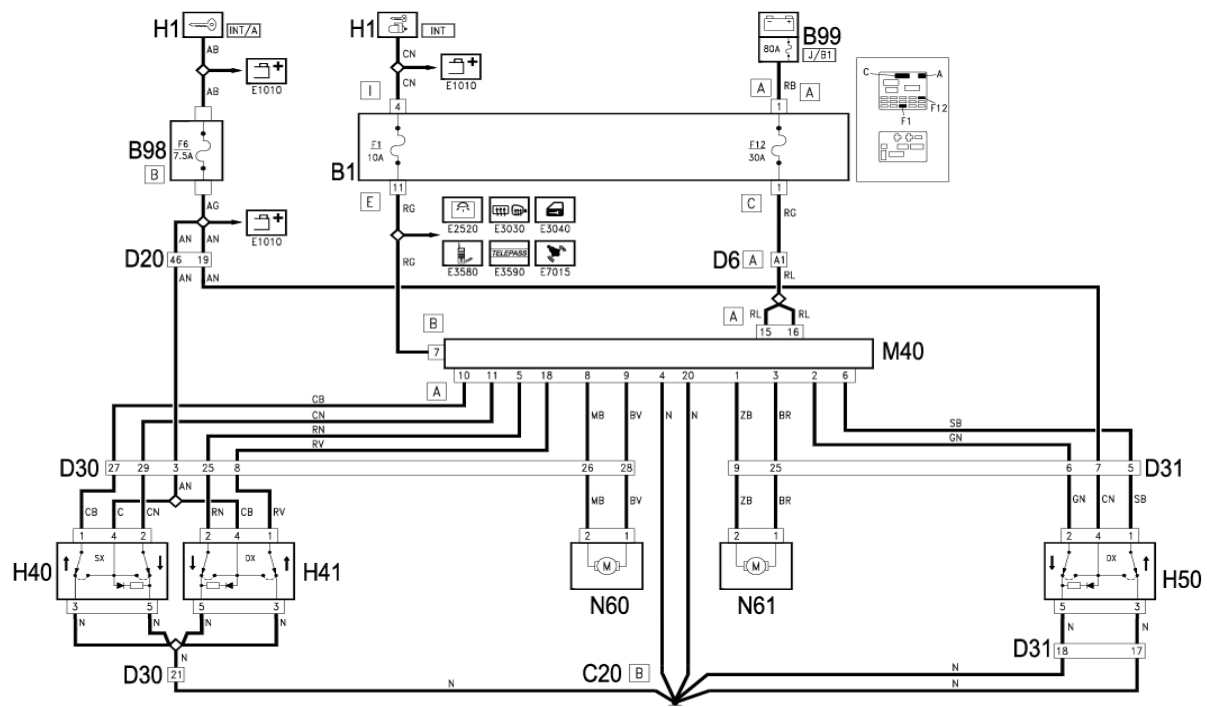 H1 INT/A
H1 INT
B99
80A J/B1
AB
CN
RB
E1010
E1010
AB
CN
I
A
A
C
A
F12
F1
4
1
B98
B
F6
7.5A
F1
10A
F12
30A
B1
11
1
E
C
AG
RG
RG
E1010
AN
AN
E2520
E3030
E3040
TELEPASS
E3580
E3590
E7015
D20
46
19
AN
AN
RG
D6
A
A1
RL
A
RL
RL
15
16
B
7
M40
A
10
11
5
18
8
9
4
20
1
3
2
6
CB
CN
RN
RV
MB
BV
N
N
ZB
BR
SB
GN
D30
27
29
3
25
8
26
28
9
25
6
7
5
D31
AN
CB
C
CN
RN
CB
RV
MB
BV
ZB
BR
GN
CN
SB
1
4
2
2
4
1
2
1
2
1
2
4
1
H40
SX
DX
H41
M
M
DX
H50
3
5
5
3
N60
N61
5
3
N
N
N
N
N
N
N
D30
21
C20
B
D31
18
17
N
N
N